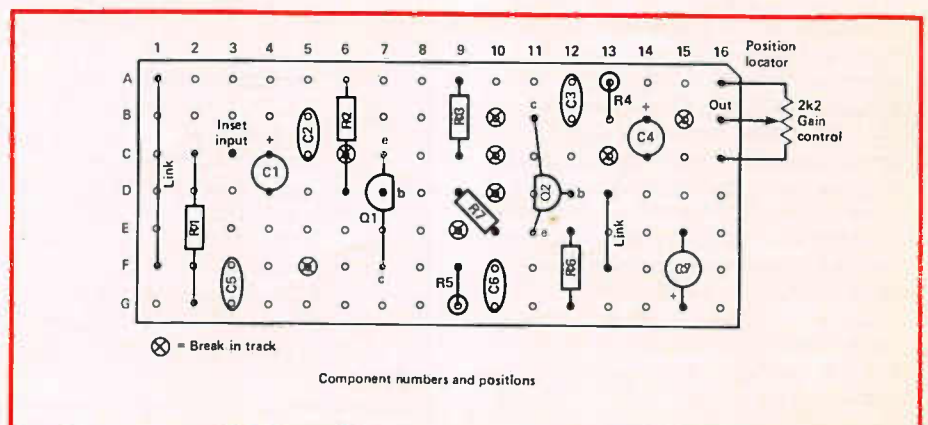 1 2 3 4 5 6 7 8 9 10 11 12 13 14 15 16
Position
locator
A
B
C
D
E
F
G
Link
R1
Inset
input
C5
+
C1
C2
R2
e
b
Q1
c
R3
R7
R5
C6
c
Q2
b
e
C3
R6
R4
Link
+
C4
C9
+
Out
2k2
Gain
control
= Break in track
Component numbers and positions